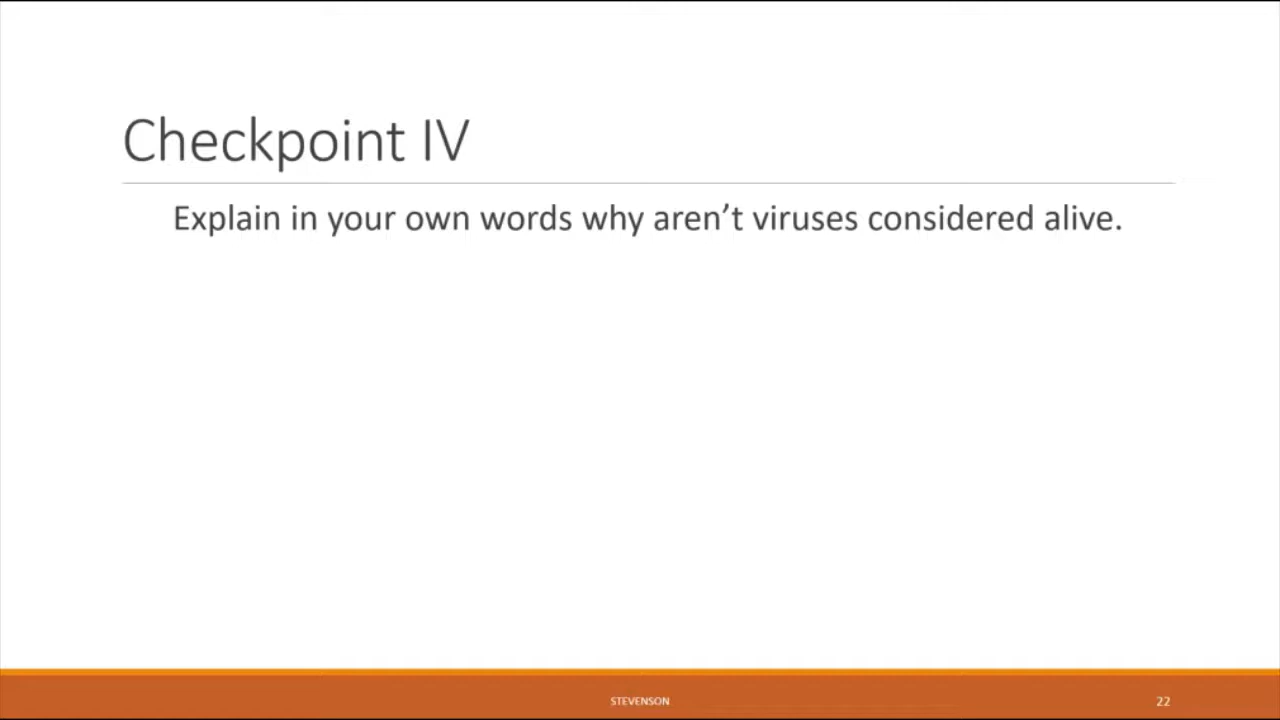 Checkpoint IV
Explain in your own words why aren’t viruses considered alive.
STEVENSON
22